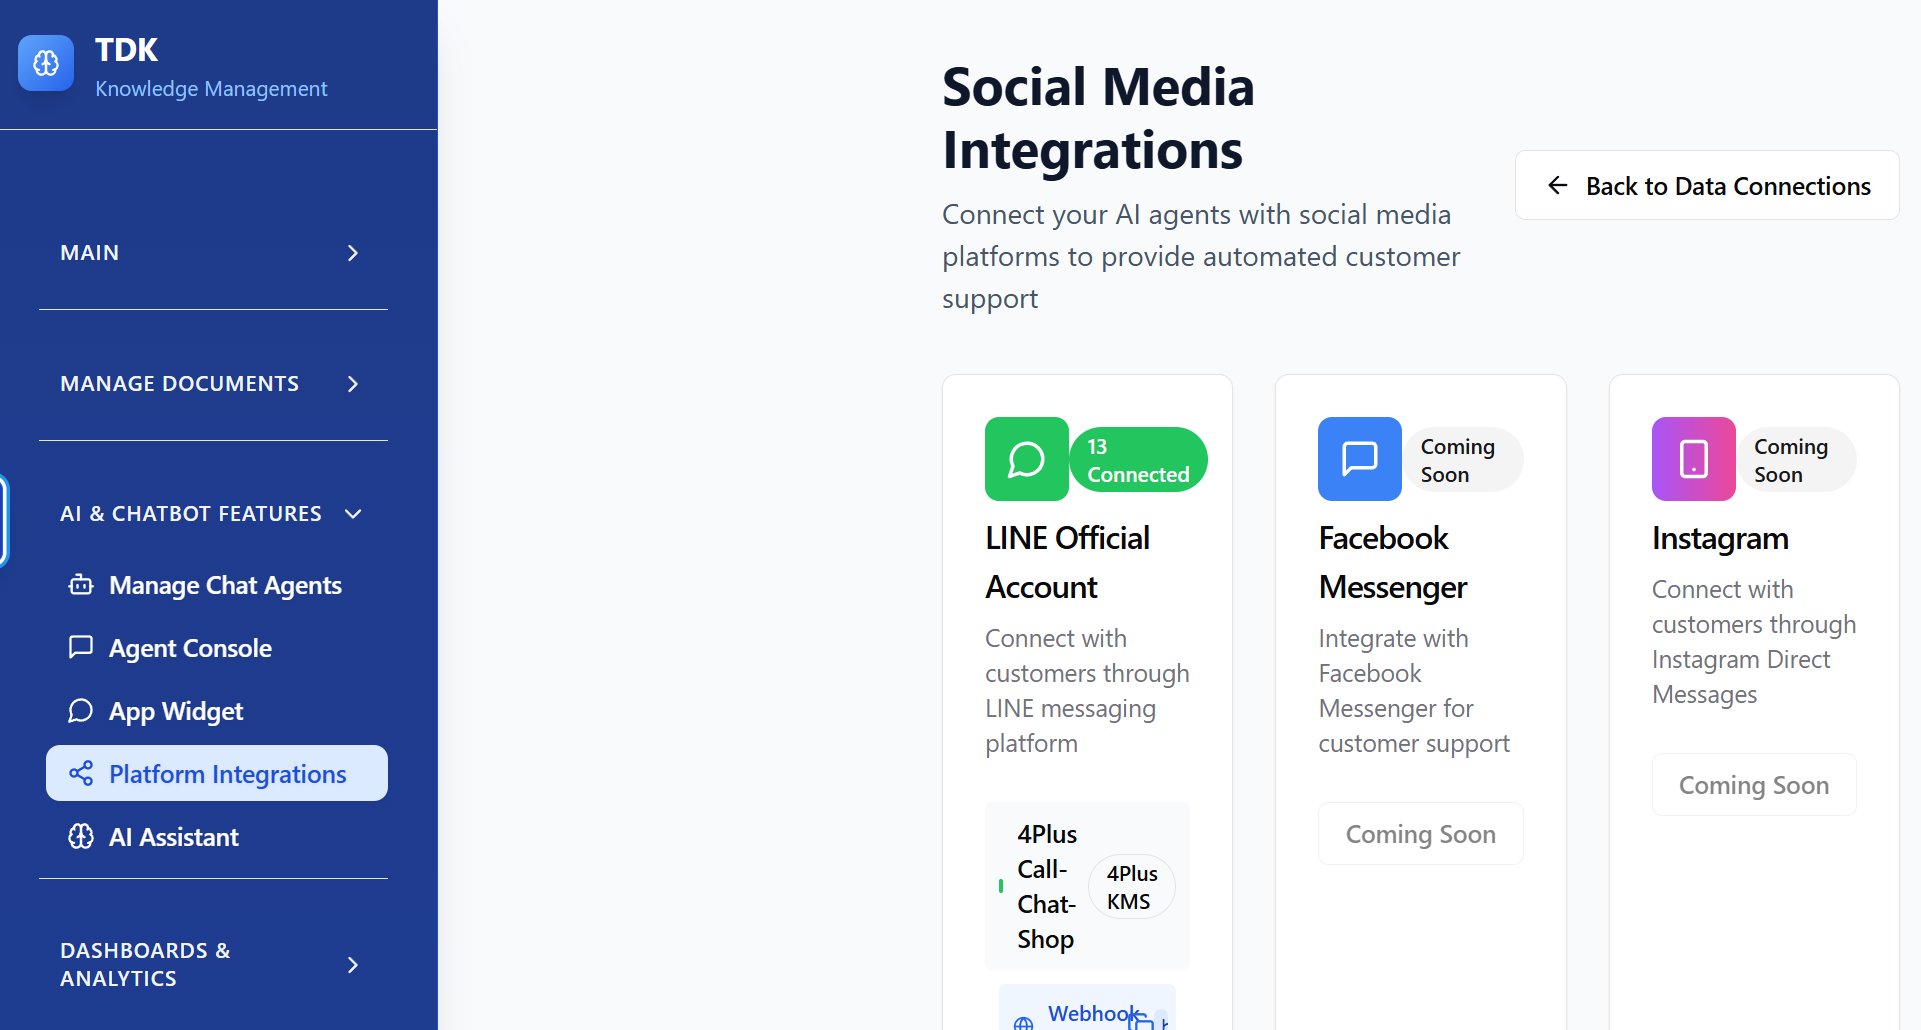 TDK
Knowledge Management
MAIN
MANAGE DOCUMENTS
AI & CHATBOT FEATURES
Manage Chat Agents
Agent Console
App Widget
Platform Integrations
AI Assistant
DASHBOARDS &
ANALYTICS
Social Media
Integrations
Connect your AI agents with social media
platforms to provide automated customer
support
Back to Data Connections
13
Connected
LINE Official
Account
Connect with
customers through
LINE messaging
platform
4Plus
Call-
Chat-
Shop
4Plus
KMS
Webhook
Coming
Soon
Facebook
Messenger
Integrate with
Facebook
Messenger for
customer support
Coming Soon
Coming
Soon
Instagram
Connect with
customers through
Instagram Direct
Messages
Coming Soon